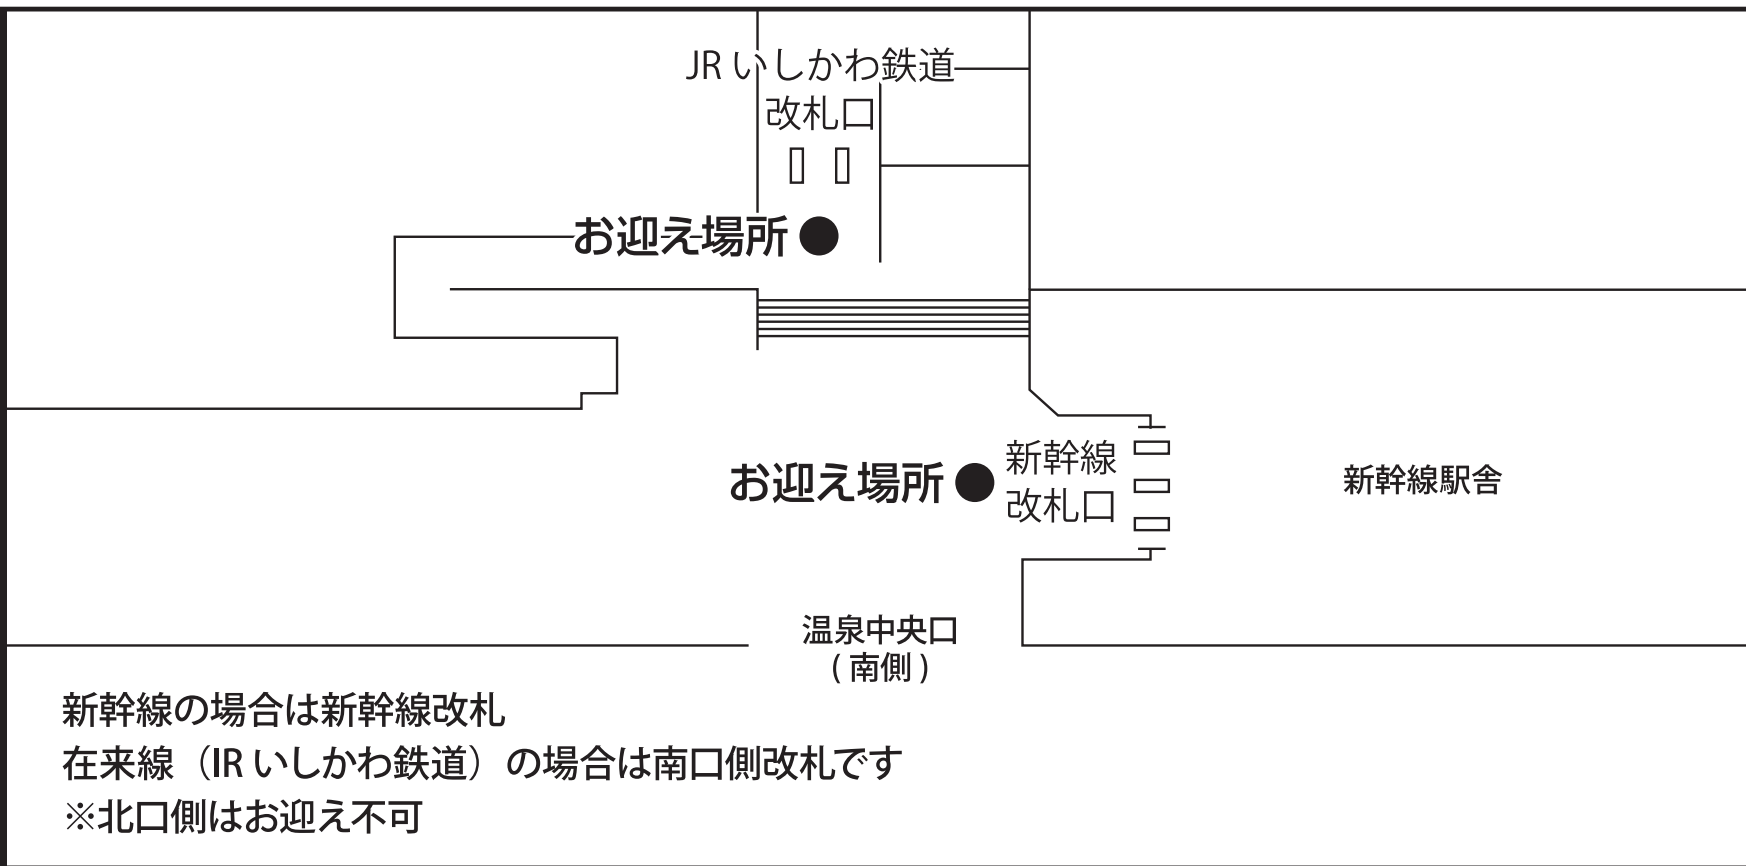 JR いしかわ鉄道
改札口
お迎え場所
お迎え場所
新幹線
改札口
新幹線駅舎
温泉中央口
( 南側 )
新幹線の場合は新幹線改札
在来線（IR いしかわ鉄道）の場合は南口側改札です
※北口側はお迎え不可